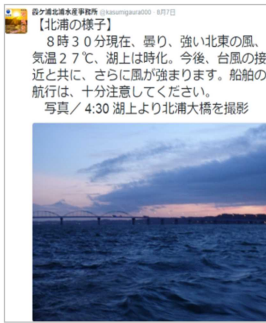 霞ケ浦北浦水産事務所 @kasumigaura000・8月7日
【北浦の様子】
８時３０分現在、曇り、強い北東の風、
気温２７℃、湖上は時化。今後、台風の接
近と共に、さらに風が強まります。船舶の
航行は、十分注意してください。
写真／ 4:30 湖上より北浦大橋を撮影